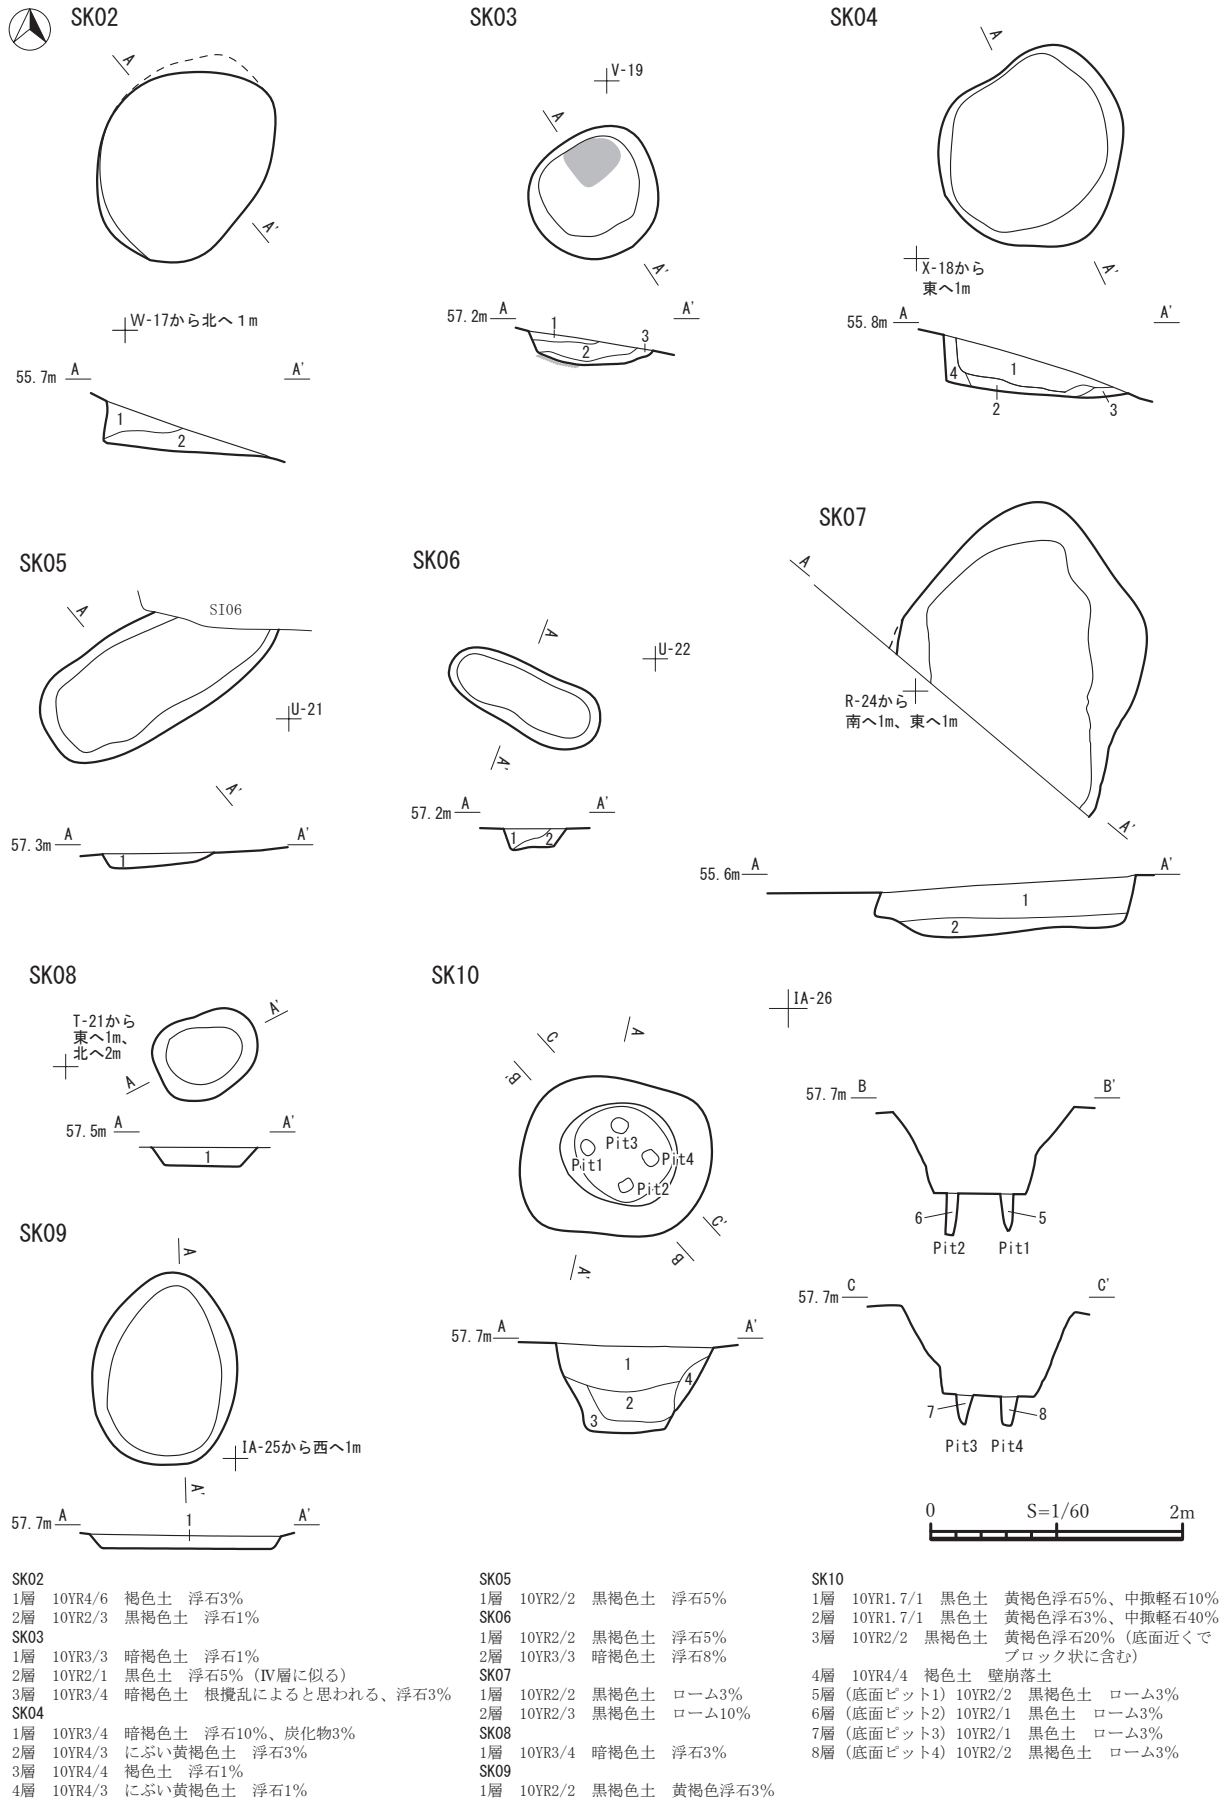 SK02
A
A'
W-17から北へ1m
55.7m A A'
1
2
SK03
V-19
A
A'
57.2m A A'
1
2
3
SK04
A
A'
X-18から
東へ1m
55.8m A A'
1
4
2
3
SK05
SI06
A
U-21
A'
57.3m A A'
1
SK06
A
U-22
A'
57.2m A A'
1 2
SK07
A
R-24から
南へ1m、東へ1m
A'
55.6m A A'
1
2
SK08
T-21から
東へ1m、
北へ2m
A'
A
57.5m A A'
1
SK09
A
IA-25から西へ1m
A'
57.7m A A'
1
SK10
IA-26
C
A
B'
Pit3
Pit1
Pit4
Pit2
C'
B
A'
57.7m A A'
1
2
3
4
57.7m B B'
6
5
Pit2 Pit1
57.7m C C'
7
8
Pit3 Pit4
0 S=1/60 2m
SK02
1層 10YR4/6 褐色土 浮石3%
2層 10YR2/3 黒褐色土 浮石1%
SK03
1層 10YR3/3 暗褐色土 浮石1%
2層 10YR2/1 黒色土 浮石5%（Ⅳ層に似る）
3層 10YR3/4 暗褐色土 根攪乱によると思われる、浮石3%
SK04
1層 10YR3/4 暗褐色土 浮石10%、炭化物3%
2層 10YR4/3 にぶい黄褐色土 浮石3%
3層 10YR4/4 褐色土 浮石1%
4層 10YR4/3 にぶい黄褐色土 浮石1%
SK05
1層 10YR2/2 黒褐色土 浮石5%
SK06
1層 10YR2/2 黒褐色土 浮石5%
2層 10YR3/3 暗褐色土 浮石8%
SK07
1層 10YR2/2 黒褐色土 ローム3%
2層 10YR2/3 黒褐色土 ローム10%
SK08
1層 10YR3/4 暗褐色土 浮石3%
SK09
1層 10YR2/2 黒褐色土 黄褐色浮石3%
SK10
1層 10YR1.7/1 黒色土 黄褐色浮石5%、中掫軽石10%
2層 10YR1.7/1 黒色土 黄褐色浮石3%、中掫軽石40%
3層 10YR2/2 黒褐色土 黄褐色浮石20%（底面近くで
ブロック状に含む）
4層 10YR4/4 褐色土 壁崩落土
5層（底面ピット1）10YR2/2 黒褐色土 ローム3%
6層（底面ピット2）10YR2/1 黒色土 ローム3%
7層（底面ピット3）10YR2/1 黒色土 ローム3%
8層（底面ピット4）10YR2/2 黒褐色土 ローム3%